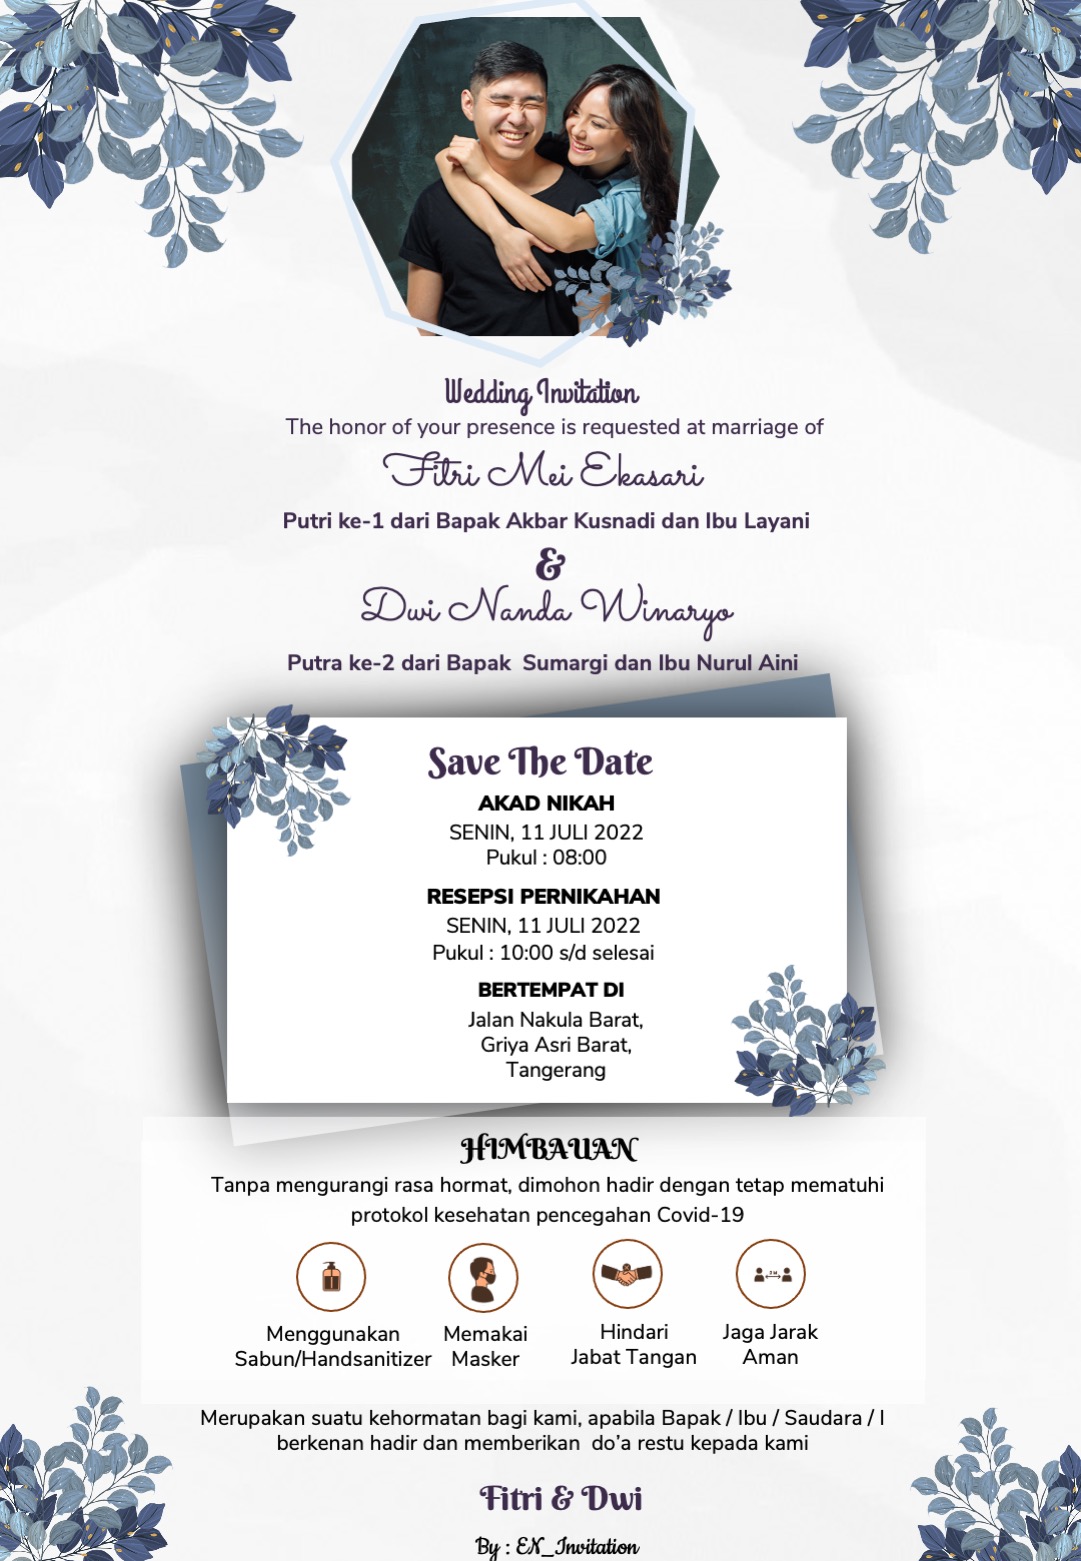 Wedding Invitation
The honor of your presence is requested at marriage of
Fitri Mei Ekasari
Putri ke-1 dari Bapak Akbar Kusnadi dan Ibu Layani
&
Dwi Nanda Winaryo
Putra ke-2 dari Bapak Sumargi dan Ibu Nurul Aini
Save The Date
AKAD NIKAH
SENIN, 11 JULI 2022
Pukul : 08:00
RESEPSI PERNIKAHAN
SENIN, 11 JULI 2022
Pukul : 10:00 s/d selesai
BERTEMPAT DI
Jalan Nakula Barat,
Griya Asri Barat,
Tangerang
HIMBAUAN
Tanpa mengurangi rasa hormat, dimohon hadir dengan tetap mematuhi
protokol kesehatan pencegahan Covid-19
Menggunakan
Sabun/Handsanitizer
Memakai
Masker
Hindari
Jabat Tangan
Jaga Jarak
Aman
Merupakan suatu kehormatan bagi kami, apabila Bapak / Ibu / Saudara / I
berkenan hadir dan memberikan do'a restu kepada kami
Fitri & Dwi
By : EN_Invitation